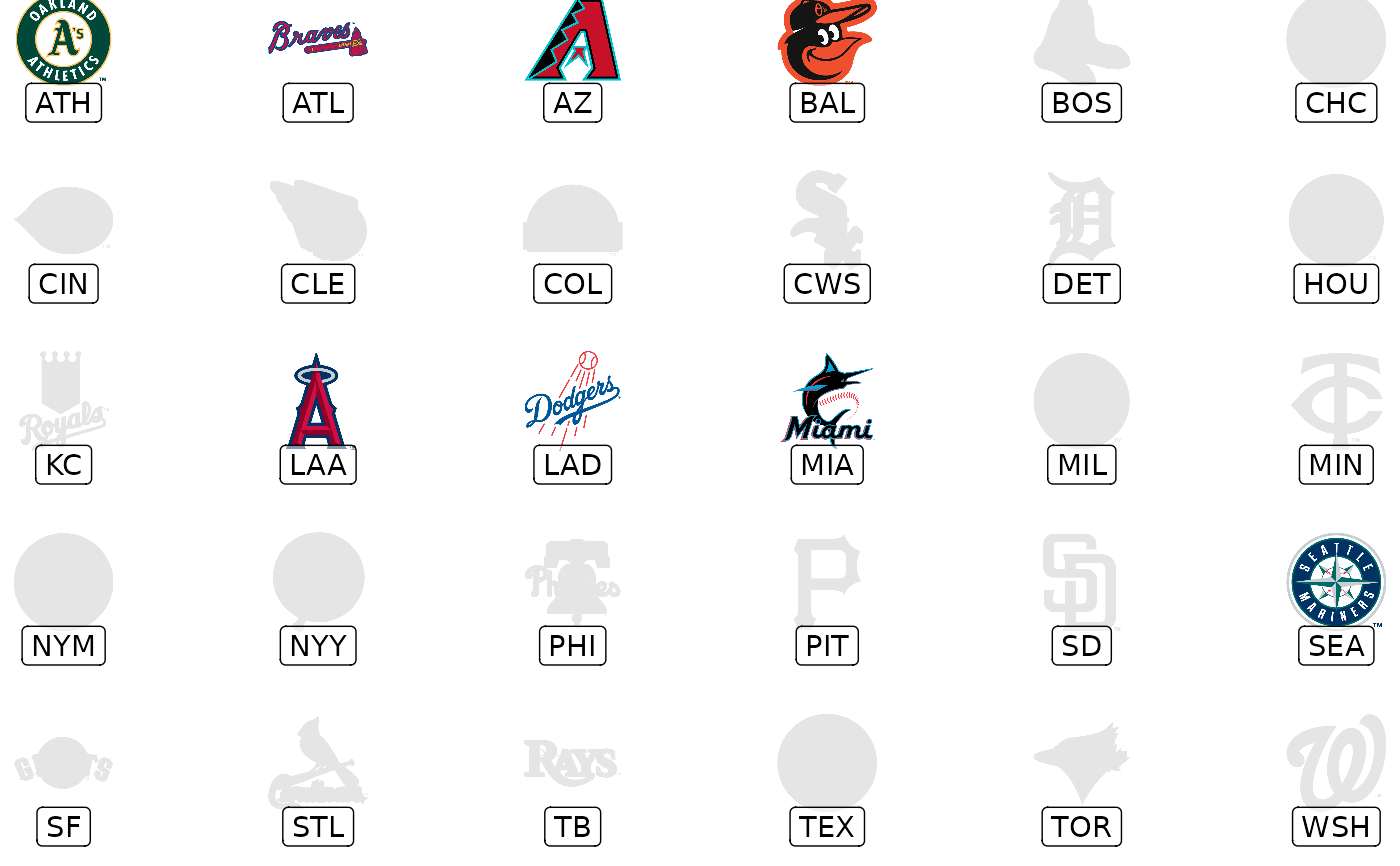 OAKLAND
A's
ATHLETICS
TM
Braves
ATH ATL AZ BAL BOS CHC
CIN CLE COL CWS DET HOU
Royals
Dodgers
Miami
KC LAA LAD MIA MIL MIN
Phillies
P
SD
SEATTLE
MARINERS
TM
NYM NYY PHI PIT SD SEA
GIANTS
Cardinals
RAYS
W
SF STL TB TEX TOR WSH